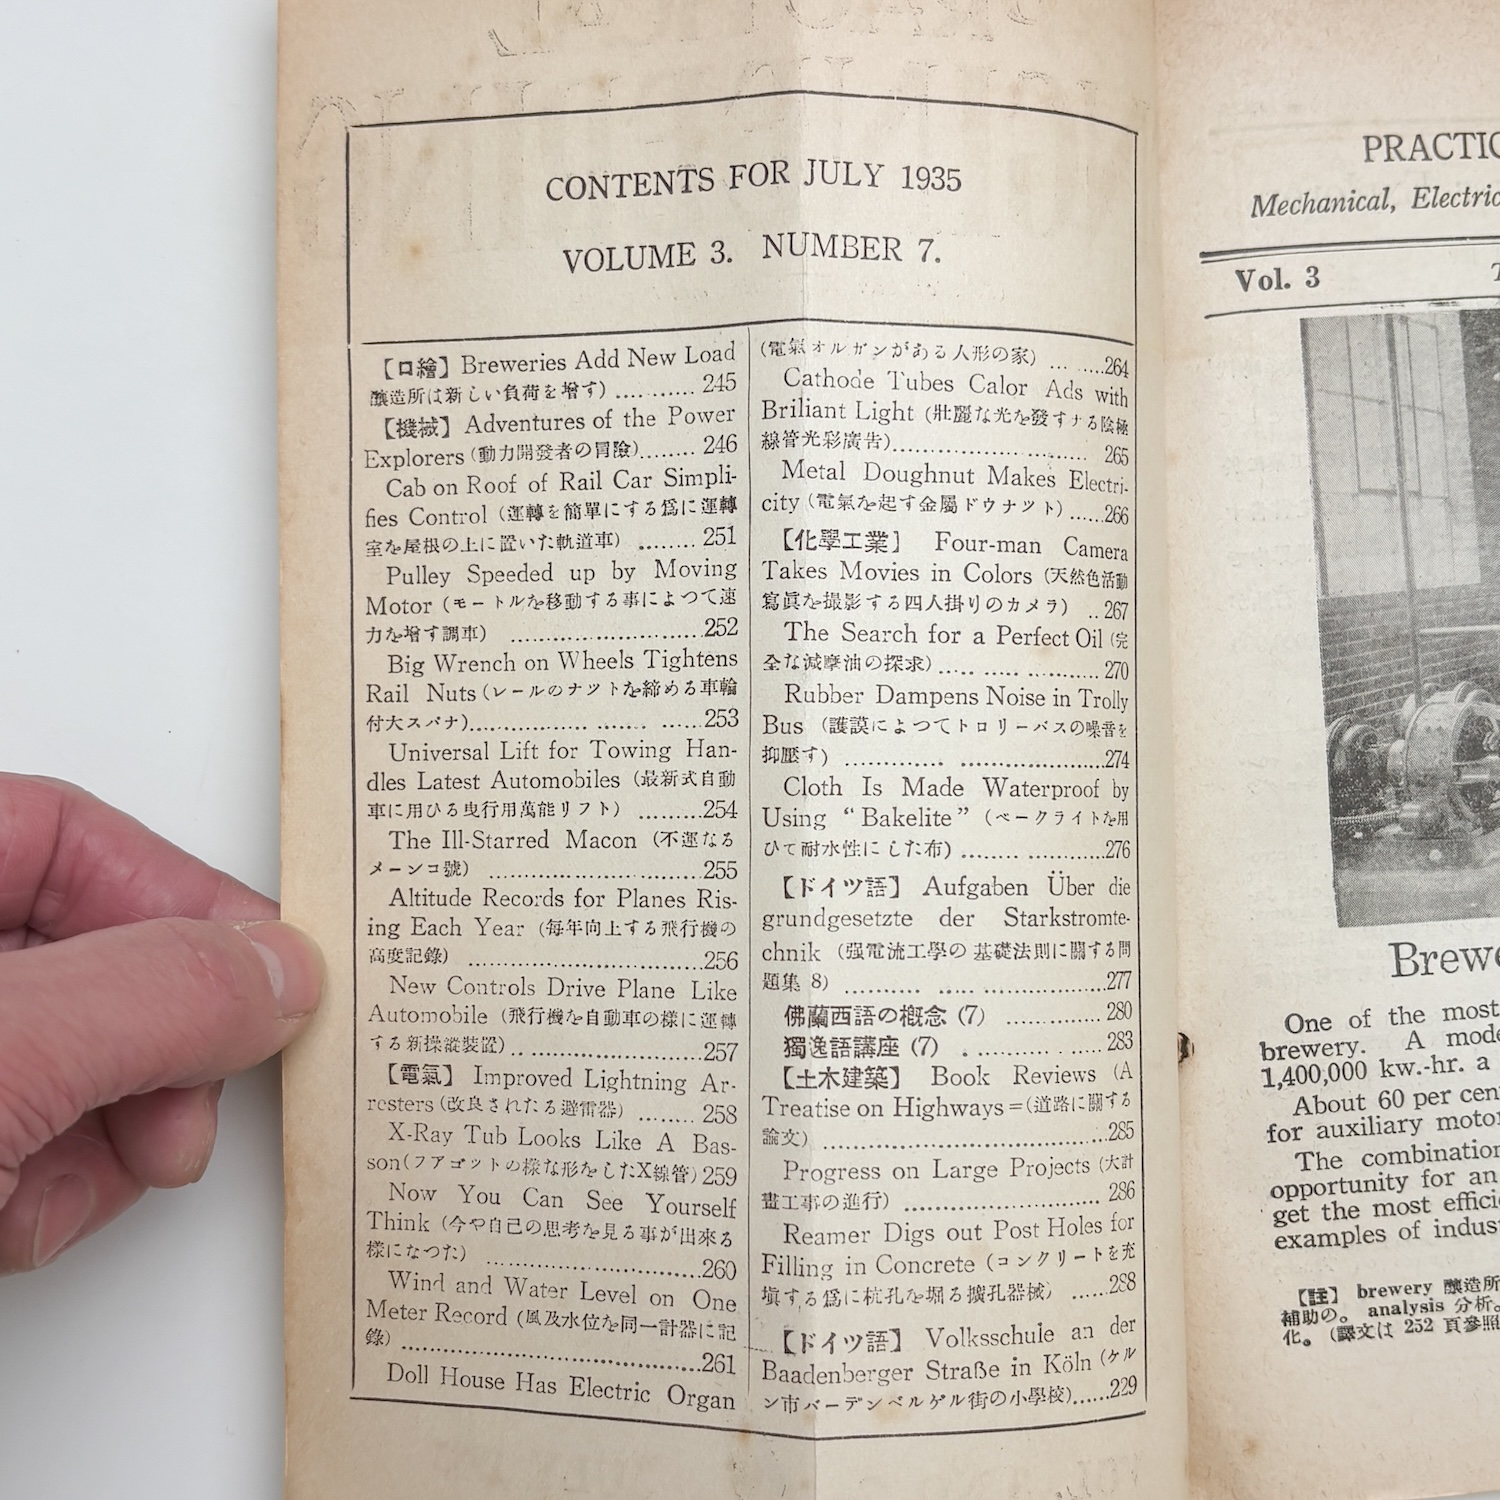 CONTENTS FOR JULY 1935
VOLUME 3. NUMBER 7.
【口繪】Breweries Add New Load
釀造所は新しい負荷を增す) ............ 245
【機械】Adventures of the Power
Explorers (動力開發者の冒險)........ 246
Cab on Roof of Rail Car Simpli-
fies Control (運轉を簡單にする爲に運轉
室を屋根の上に置いた軌道車) ........ 251
Pulley Speeded up by Moving
Motor (モートルを移動する事によつて速
力を增す調車) ............................252
Big Wrench on Wheels Tightens
Rail Nuts (レールのナツトを締める車輪
付大スパナ)................................253
Universal Lift for Towing Han-
dles Latest Automobiles (最新式自動
車に用ひる曳行用萬能リフト) .........254
The Ill-Starred Macon (不運なる
メーンコ號) ..............................255
Altitude Records for Planes Ris-
ing Each Year (每年向上する飛行機の
高度記錄) .................................256
New Controls Drive Plane Like
Automobile (飛行機を自動車の樣に運轉
する新操縱裝置)...........................257
【電氣】Improved Lightning Ar-
resters (改良されたる避雷器) ........ 258
X-Ray Tub Looks Like A Bas-
son(フアゴットの樣な形をしたX線管) 259
Now You Can See Yourself
Think (今や自己の思考を見る事が出來る
樣になつた) ..............................260
Wind and Water Level on One
Meter Record (風及水位を同一計器に記
錄) ..........................................261
Doll House Has Electric Organ
(電氣オルガンがある人形の家) ... .....264
Cathode Tubes Calor Ads with
Briliant Light (壯麗な光を發すナる陰極
線管光彩廣告)........................... 265
Metal Doughnut Makes Electri-
city (電氣を起す金屬ドウナツト) ......266
【化學工業】 Four-man Camera
Takes Movies in Colors (天然色活動
寫眞を撮影する四人掛りのカメラ) ..267
The Search for a Perfect Oil (完
全な減摩油の探求)...... ..... ............270
Rubber Dampens Noise in Trolly
Bus (護謨によつてトロリーバスの噪音を
抑壓す) ............. .....................274
Cloth Is Made Waterproof by
Using “Bakelite” (ベークライトを用
ひて耐水性にした布) ........ ..............276
【ドイツ語】 Aufgaben Über die
grundgesetzte der Starkstromte-
chnik (强電流工學の基礎法則に關する問
題集 8) .......... ..... ...................277
佛蘭西語の槪念 (7) .............. 280
獨逸語講座 (7) . .......... . ..... 283
【土木建築】 Book Reviews (A
Treatise on Highways=(道路に關する
論文) .......................................285
Progress on Large Projects (大計
畫工事の進行) ........................... 286
Reamer Digs out Post Holes for
Filling in Concrete (コンクリートを充
塡する爲に杭孔を堀る擴孔器械) ......288
【ドイツ語】 Volksschule an der
Baadenberger Straße in Köln (ケル
ン市バーデンベルゲル街の小學校)......229
PRACTIC
Mechanical, Electric
Vol. 3
Brewe
One of the most
brewery. A mode
1,400,000 kw.-hr. a
About 60 per cen
for auxiliary motor
The combination
opportunity for an
get the most effici
examples of indus
【註】 brewery 釀造所
補助の。 analysis 分析。
化。 (譯文は 252 頁參照